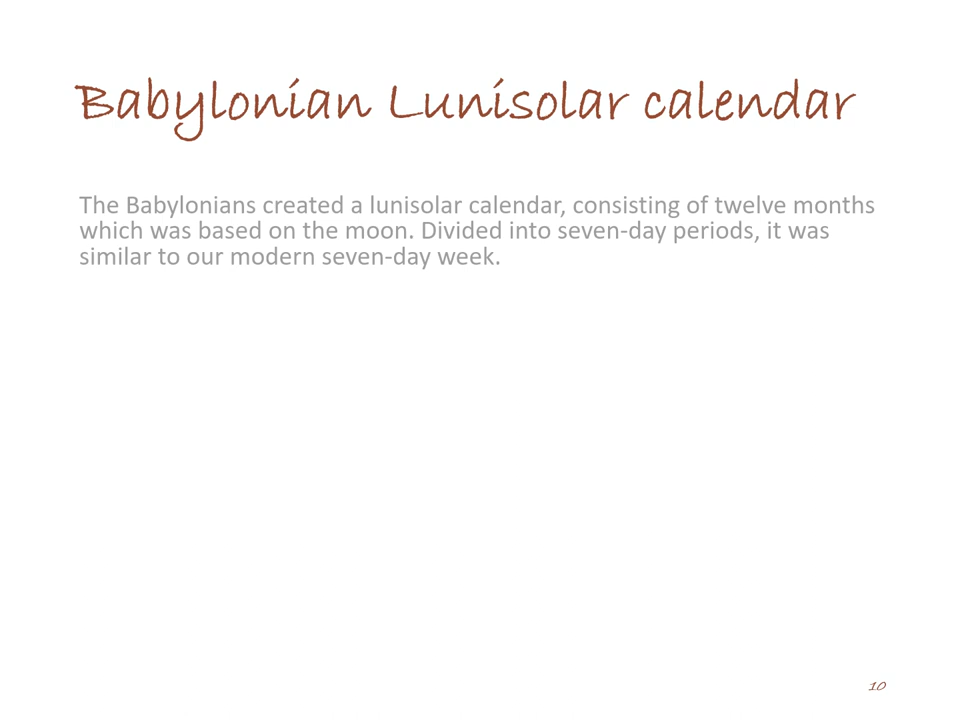 Babylonian Lunisolar calendar
The Babylonians created a lunisolar calendar, consisting of twelve months
which was based on the moon. Divided into seven-day periods, it was
similar to our modern seven-day week.
10